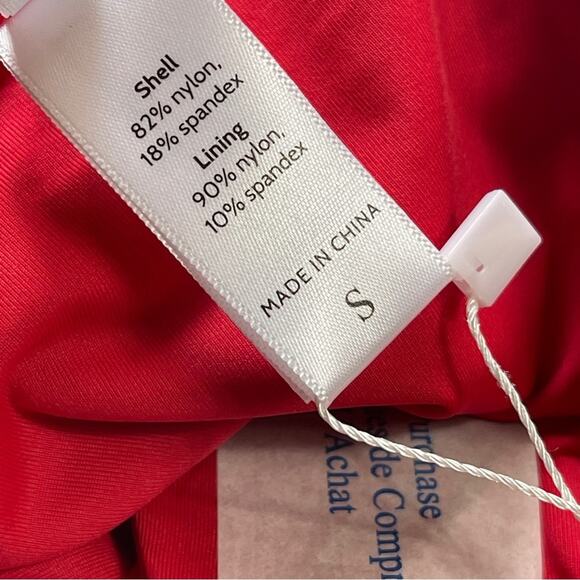 Shell
82% nylon,
18% spandex
Lining
90% nylon,
10% spandex
MADE IN CHINA
S
urchase
de Comp
Achat